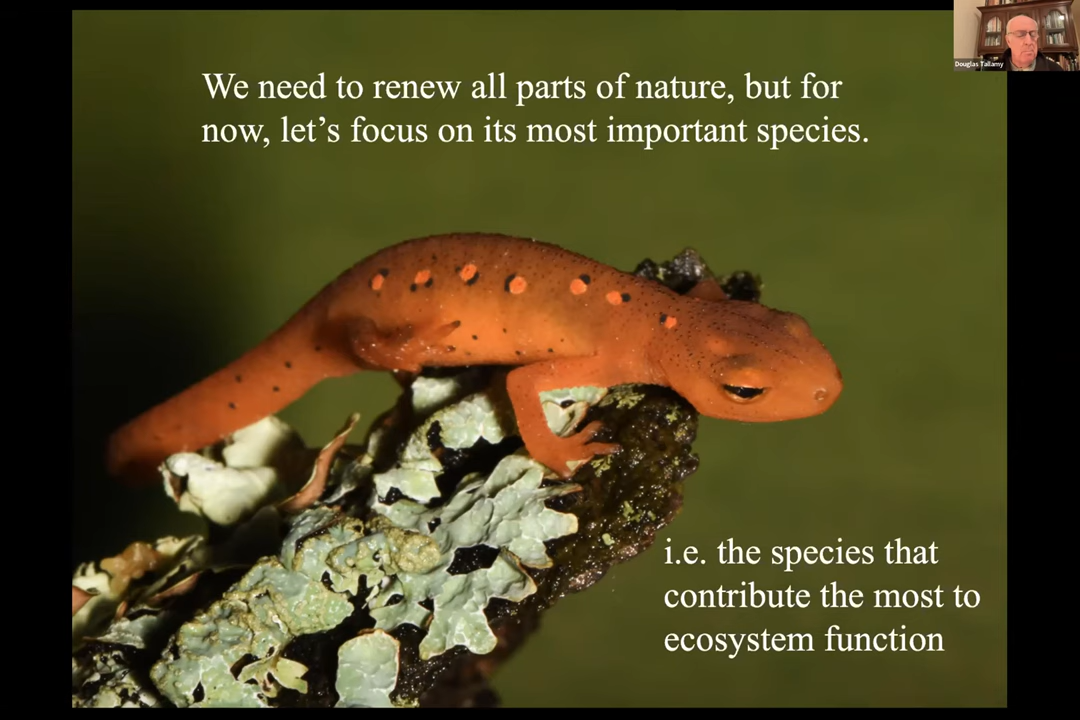 Douglas Tallamy
We need to renew all parts of nature, but for
now, let’s focus on its most important species.
i.e. the species that
contribute the most to
ecosystem function